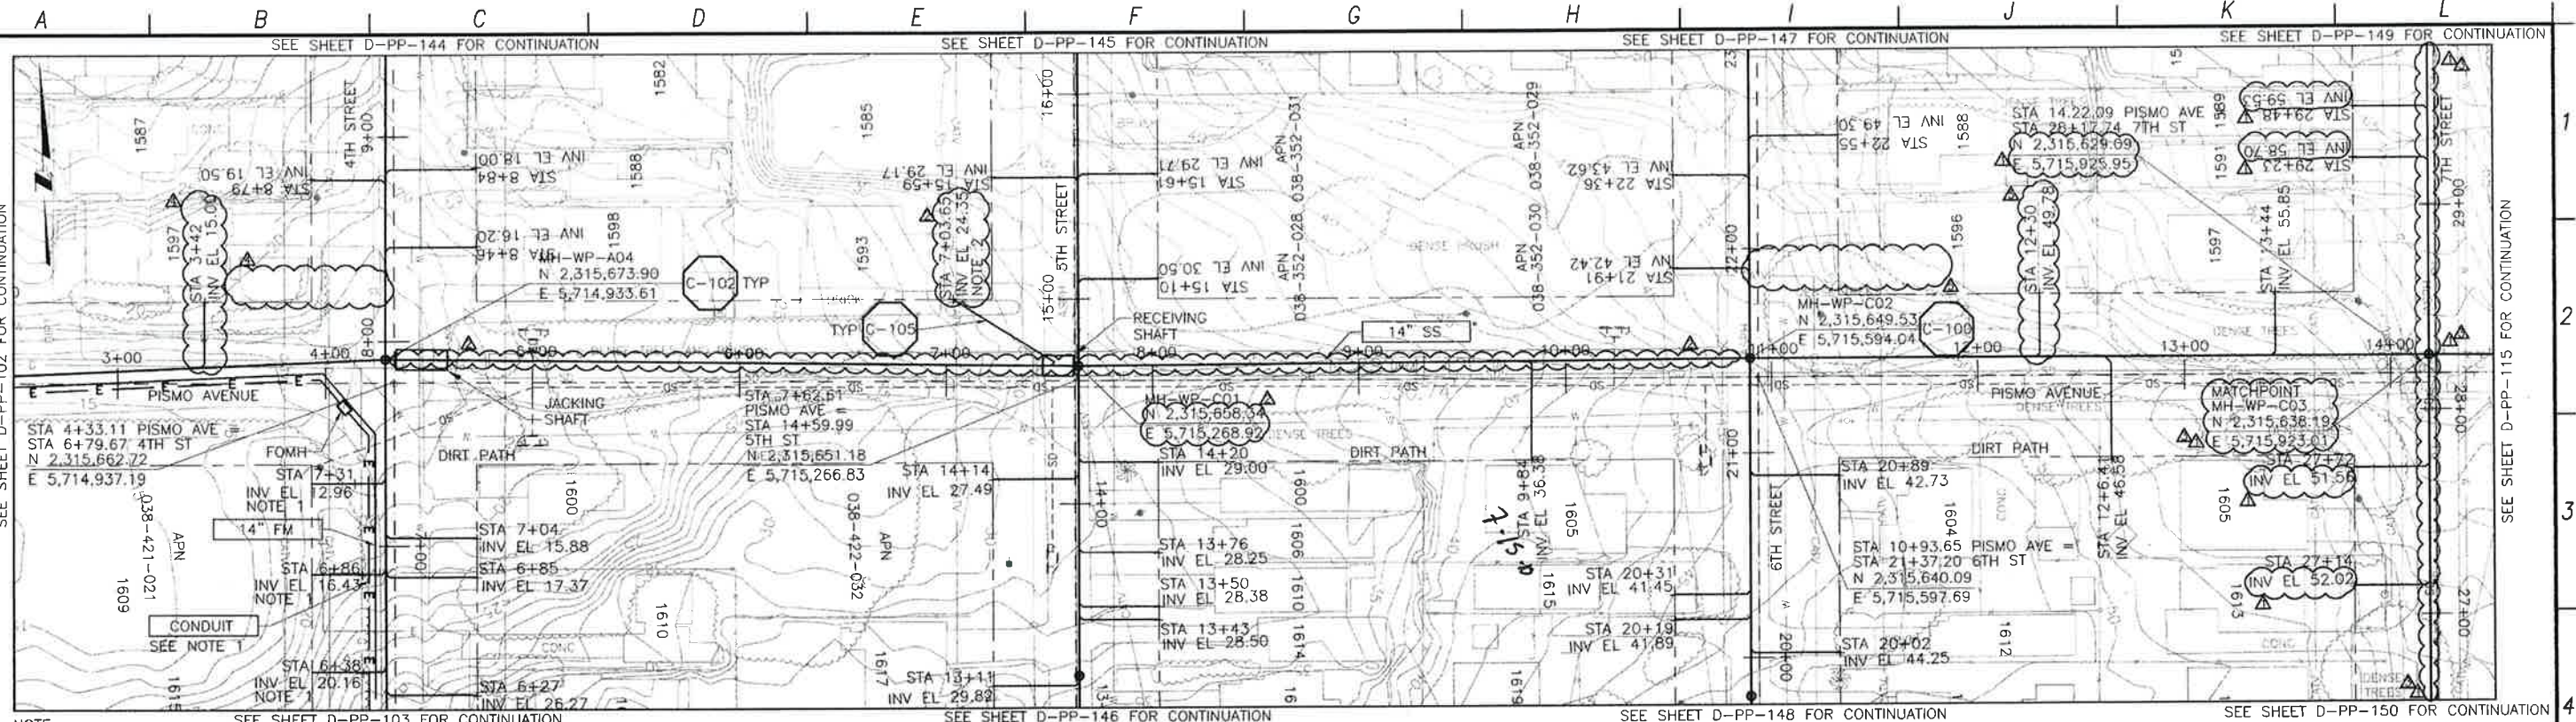 A B C D E F G H I J K L
SEE SHEET D-PP-144 FOR CONTINUATION
SEE SHEET D-PP-145 FOR CONTINUATION
SEE SHEET D-PP-147 FOR CONTINUATION
SEE SHEET D-PP-149 FOR CONTINUATION
SEE SHEET D-PP-102 FOR CONTINUATION
1587
1597
STA 3+42
INV EL 15.00
STA 8+79
INV EL 19.50
4TH STREET
9+00
8+00
STA 8+84
INV EL 18.00
STA 8+46
INV EL 16.20
MH-WP-A04
N 2,315,673.90
E 5,714,933.61
1582
1588
1598
C-102 TYP
1585
1593
STA 15+59
INV EL 29.17
STA 7+03.65
INV EL 24.35
NOTE 2
TYP C-105
16+00
5TH STREET
15+00
STA 15+61
INV EL 29.71
STA 15+10
INV EL 30.50
RECEIVING
SHAFT
APN
038-352-028 038-352-031
APN
DENSE BRUSH
14" SS
APN
038-352-030 038-352-029
APN
STA 22+36
INV EL 43.62
STA 21+91
INV EL 42.42
23
22+00
STA 22+55
INV EL 49.30
1588
1596
MH-WP-C02
N 2,315,649.53
E 5,715,594.04
C-100
STA 14.22.09 PISMO AVE
STA 28+17.74 7TH ST
N 2,315,629.09
E 5,715,925.95
STA 12+30
INV EL 49.78
1589
1591
1597
STA 29+48
INV EL 59.53
STA 29+23
INV EL 58.70
STA 13+44
INV EL 55.85
DENSE TREES
7TH STREET
29+00
SEE SHEET D-PP-115 FOR CONTINUATION
3+00
4+00
6+00
7+00
8+00
9+00
10+00
11+00
12+00
13+00
14+00
PISMO AVENUE
E E E E E
15
STA 4+33.11 PISMO AVE =
STA 6+79.67 4TH ST
N 2,315,662.72
E 5,714,937.19
FOMH
STA 7+31
INV EL 12.96
NOTE 1
14" FM
STA 6+86
INV EL 16.43
NOTE 1
CONDUIT
SEE NOTE 1
STA 6+38
INV EL 20.16
NOTE 1
038-421-021
APN
1609
1615
JACKING
SHAFT
DIRT PATH
7+00
STA 7+04
INV EL 15.88
STA 6+85
INV EL 17.37
STA 6+27
INV EL 26.27
1600
1610
CONC
STA 7+62.61
PISMO AVE =
STA 14+59.99
5TH ST
N 2,315,651.18
E 5,715,266.83
038-422-032
APN
STA 14+14
INV EL 27.49
1617
STA 13+11
INV EL 29.82
MH-WP-C01
N 2,315,658.34
E 5,715,268.92
DENSE TREES
STA 14+20
INV EL 29.00
14+00
STA 13+76
INV EL 28.25
STA 13+50
INV EL 28.38
STA 13+43
INV EL 28.50
1600
1606
1610
1614
DIRT PATH
STA 9+84
INV EL 36.38
1605
1615
1619
STA 20+31
INV EL 41.45
STA 20+19
INV EL 41.89
21+00
19TH STREET
20+00
STA 20+89
INV EL 42.73
STA 10+93.65 PISMO AVE =
STA 21+37.20 6TH ST
N 2,315,640.09
E 5,715,597.69
STA 20+02
INV EL 44.25
1604
1612
PISMO AVENUE
DENSE TREES
DIRT PATH
STA 12+6.41
INV EL 46.58
MATCHPOINT
MH-WP-C03
N 2,315,638.19
E 5,715,923.01
STA 27+72
INV EL 51.56
1605
1613
STA 27+14
INV EL 52.02
CONC
DENSE
TREES
28+00
27+00
1
2
3
4
NOTE
SEE SHEET D-PP-103 FOR CONTINUATION
SEE SHEET D-PP-146 FOR CONTINUATION
SEE SHEET D-PP-148 FOR CONTINUATION
SEE SHEET D-PP-150 FOR CONTINUATION